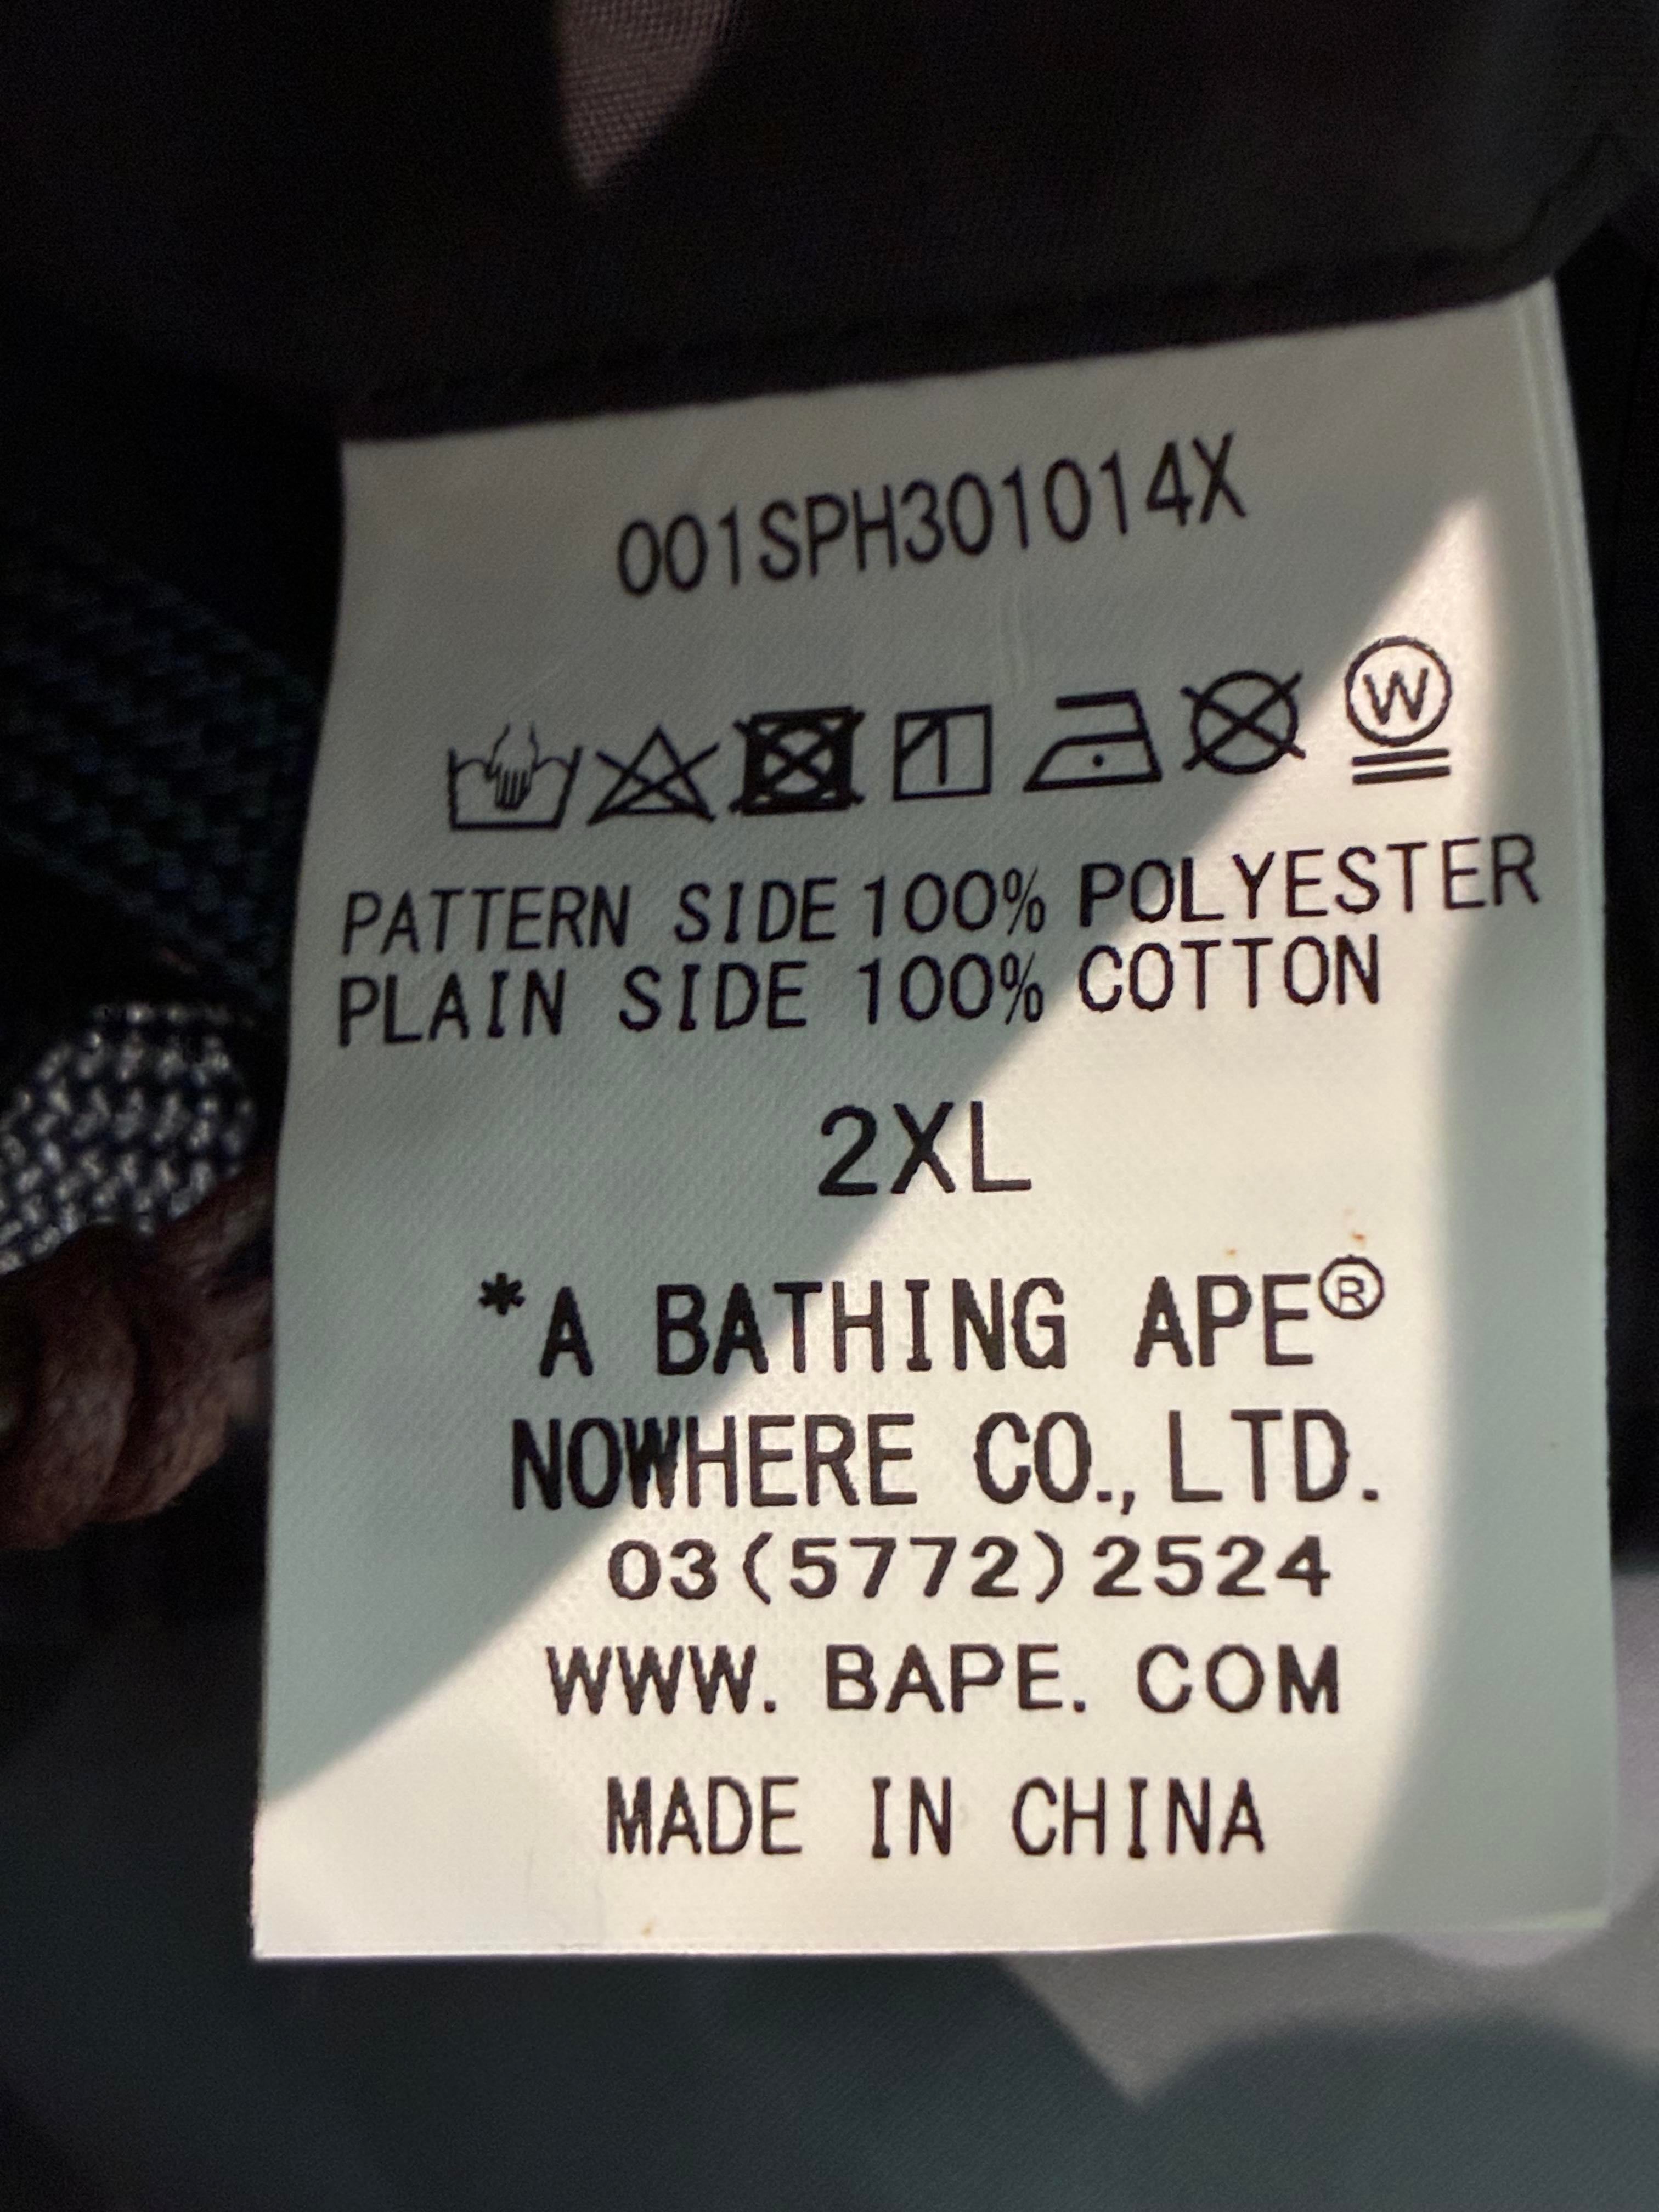 001SPH301014X
W
PATTERN SIDE 100% POLYESTER
PLAIN SIDE 100% COTTON
2XL
*A BATHING APE®
NOWHERE CO., LTD.
03(5772)2524
WWW. BAPE. COM
MADE IN CHINA